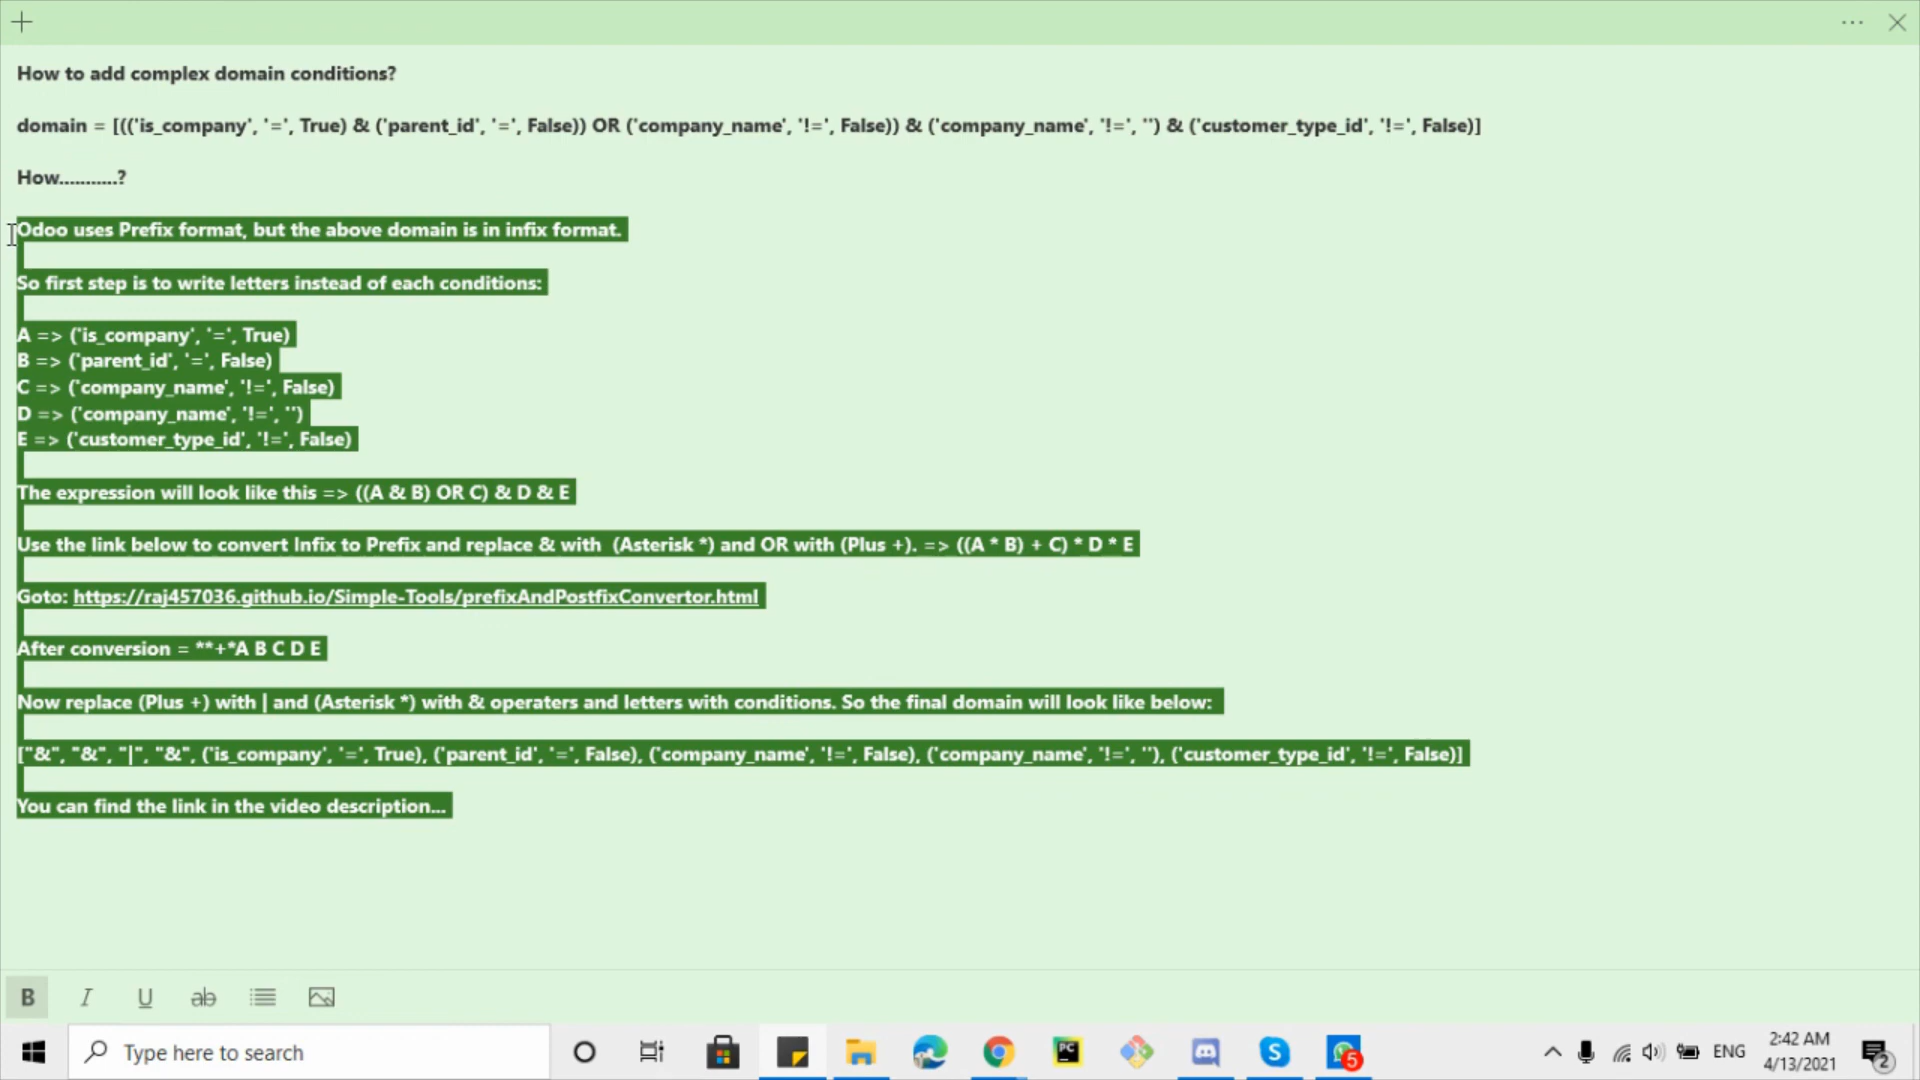 How to add complex domain conditions?
domain = [(('is_company', '=', True) & ('parent_id', '=', False)) OR ('company_name', '!=', False)) & ('company_name', '!=', '') & ('customer_type_id', '!=', False)]
How...........?
Odoo uses Prefix format, but the above domain is in infix format.
So first step is to write letters instead of each conditions:
A => ('is_company', '=', True)
B => ('parent_id', '=', False)
C => ('company_name', '!=', False)
D => ('company_name', '!=', '')
E => ('customer_type_id', '!=', False)
The expression will look like this => ((A & B) OR C) & D & E
Use the link below to convert Infix to Prefix and replace & with  (Asterisk *) and OR with (Plus +). => ((A * B) + C) * D * E
Goto: https://raj457036.github.io/Simple-Tools/prefixAndPostfixConvertor.html
After conversion = **+*A B C D E
Now replace (Plus +) with | and (Asterisk *) with & operaters and letters with conditions. So the final domain will look like below:
["&", "&", "|", "&", ('is_company', '=', True), ('parent_id', '=', False), ('company_name', '!=', False), ('company_name', '!=', ''), ('customer_type_id', '!=', False)]
You can find the link in the video description...
B I U ab
Type here to search
PC
5
ENG
2:42 AM
4/13/2021
2